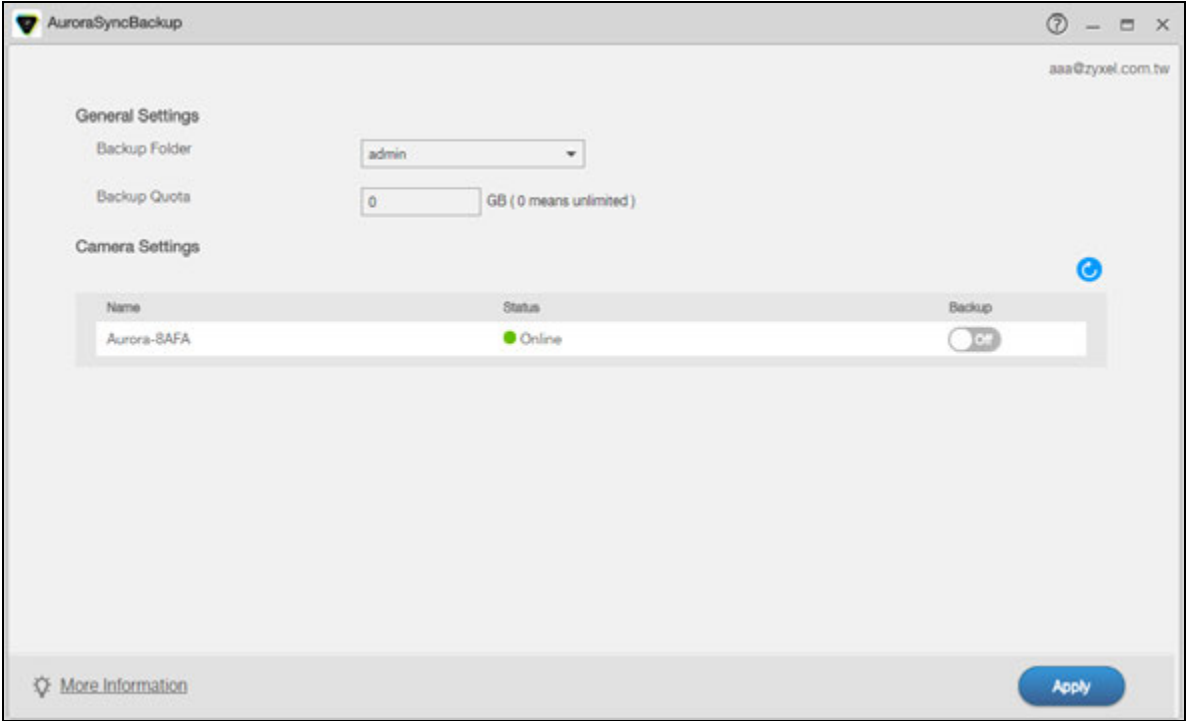 AuroraSyncBackup
aaa@zyxel.com.tw
General Settings
Backup Folder admin
Backup Quota 0 GB ( 0 means unlimited )
Camera Settings
Name Status Backup
Aurora-8AFA Online Off
More Information Apply